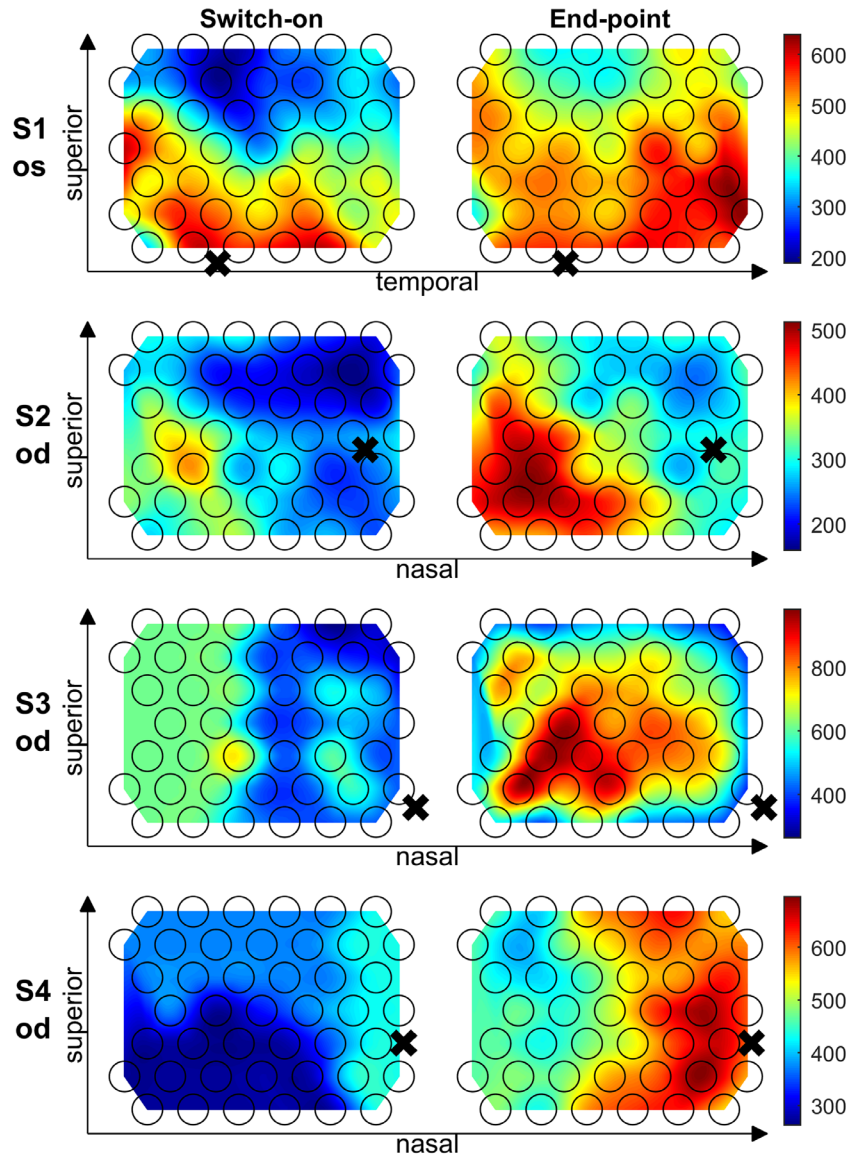 Switch-on End-point
S1
os
superior
temporal
600
500
400
300
200
S2
od
superior
nasal
500
400
300
200
S3
od
superior
nasal
800
600
400
S4
od
superior
nasal
600
500
400
300